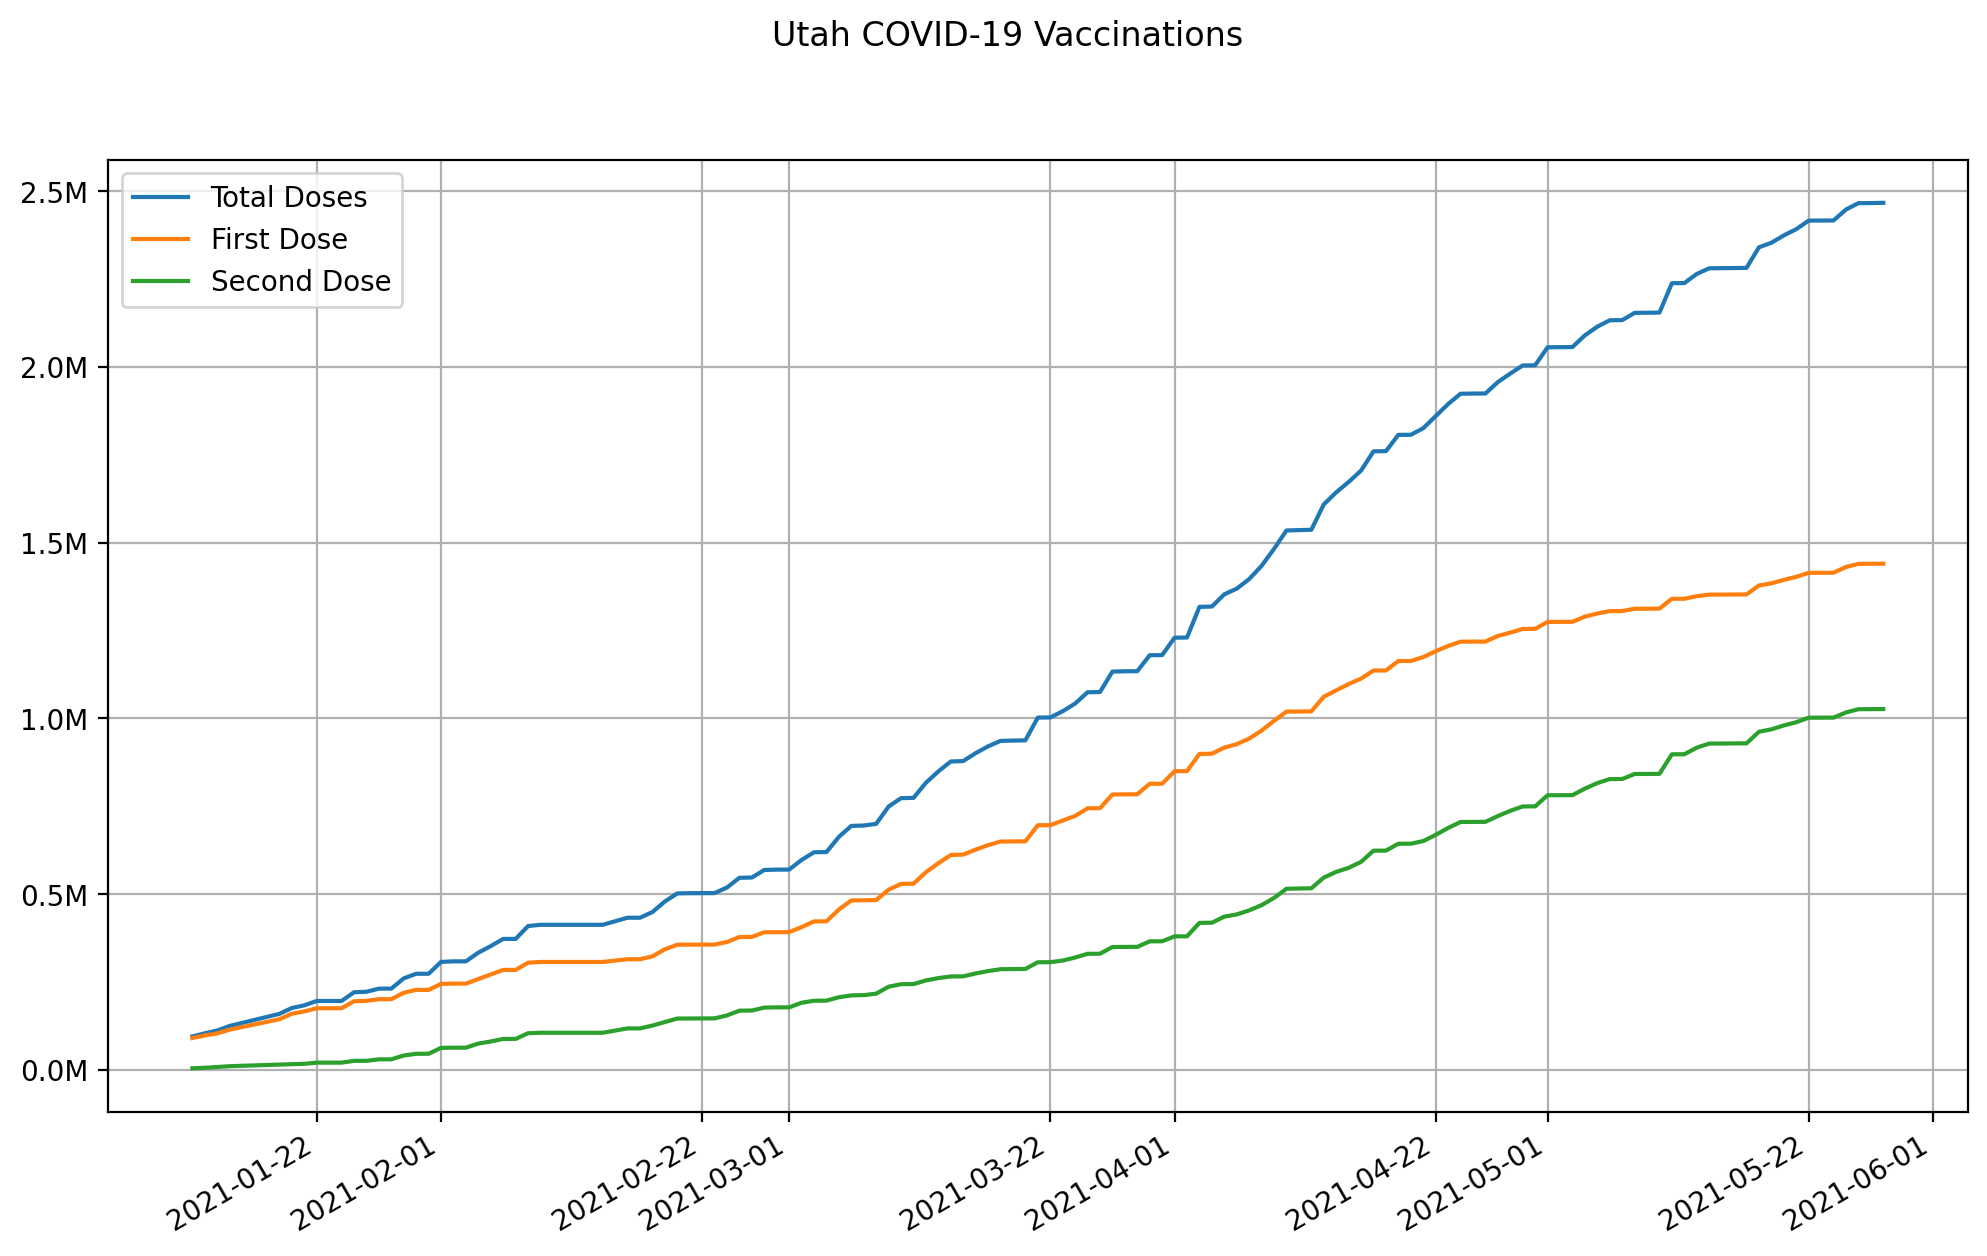 Utah COVID-19 Vaccinations
2.5M
2.0M
1.5M
1.0M
0.5M
0.0M
Total Doses
First Dose
Second Dose
2021-01-22
2021-02-01
2021-02-22
2021-03-01
2021-03-22
2021-04-01
2021-04-22
2021-05-01
2021-05-22
2021-06-01